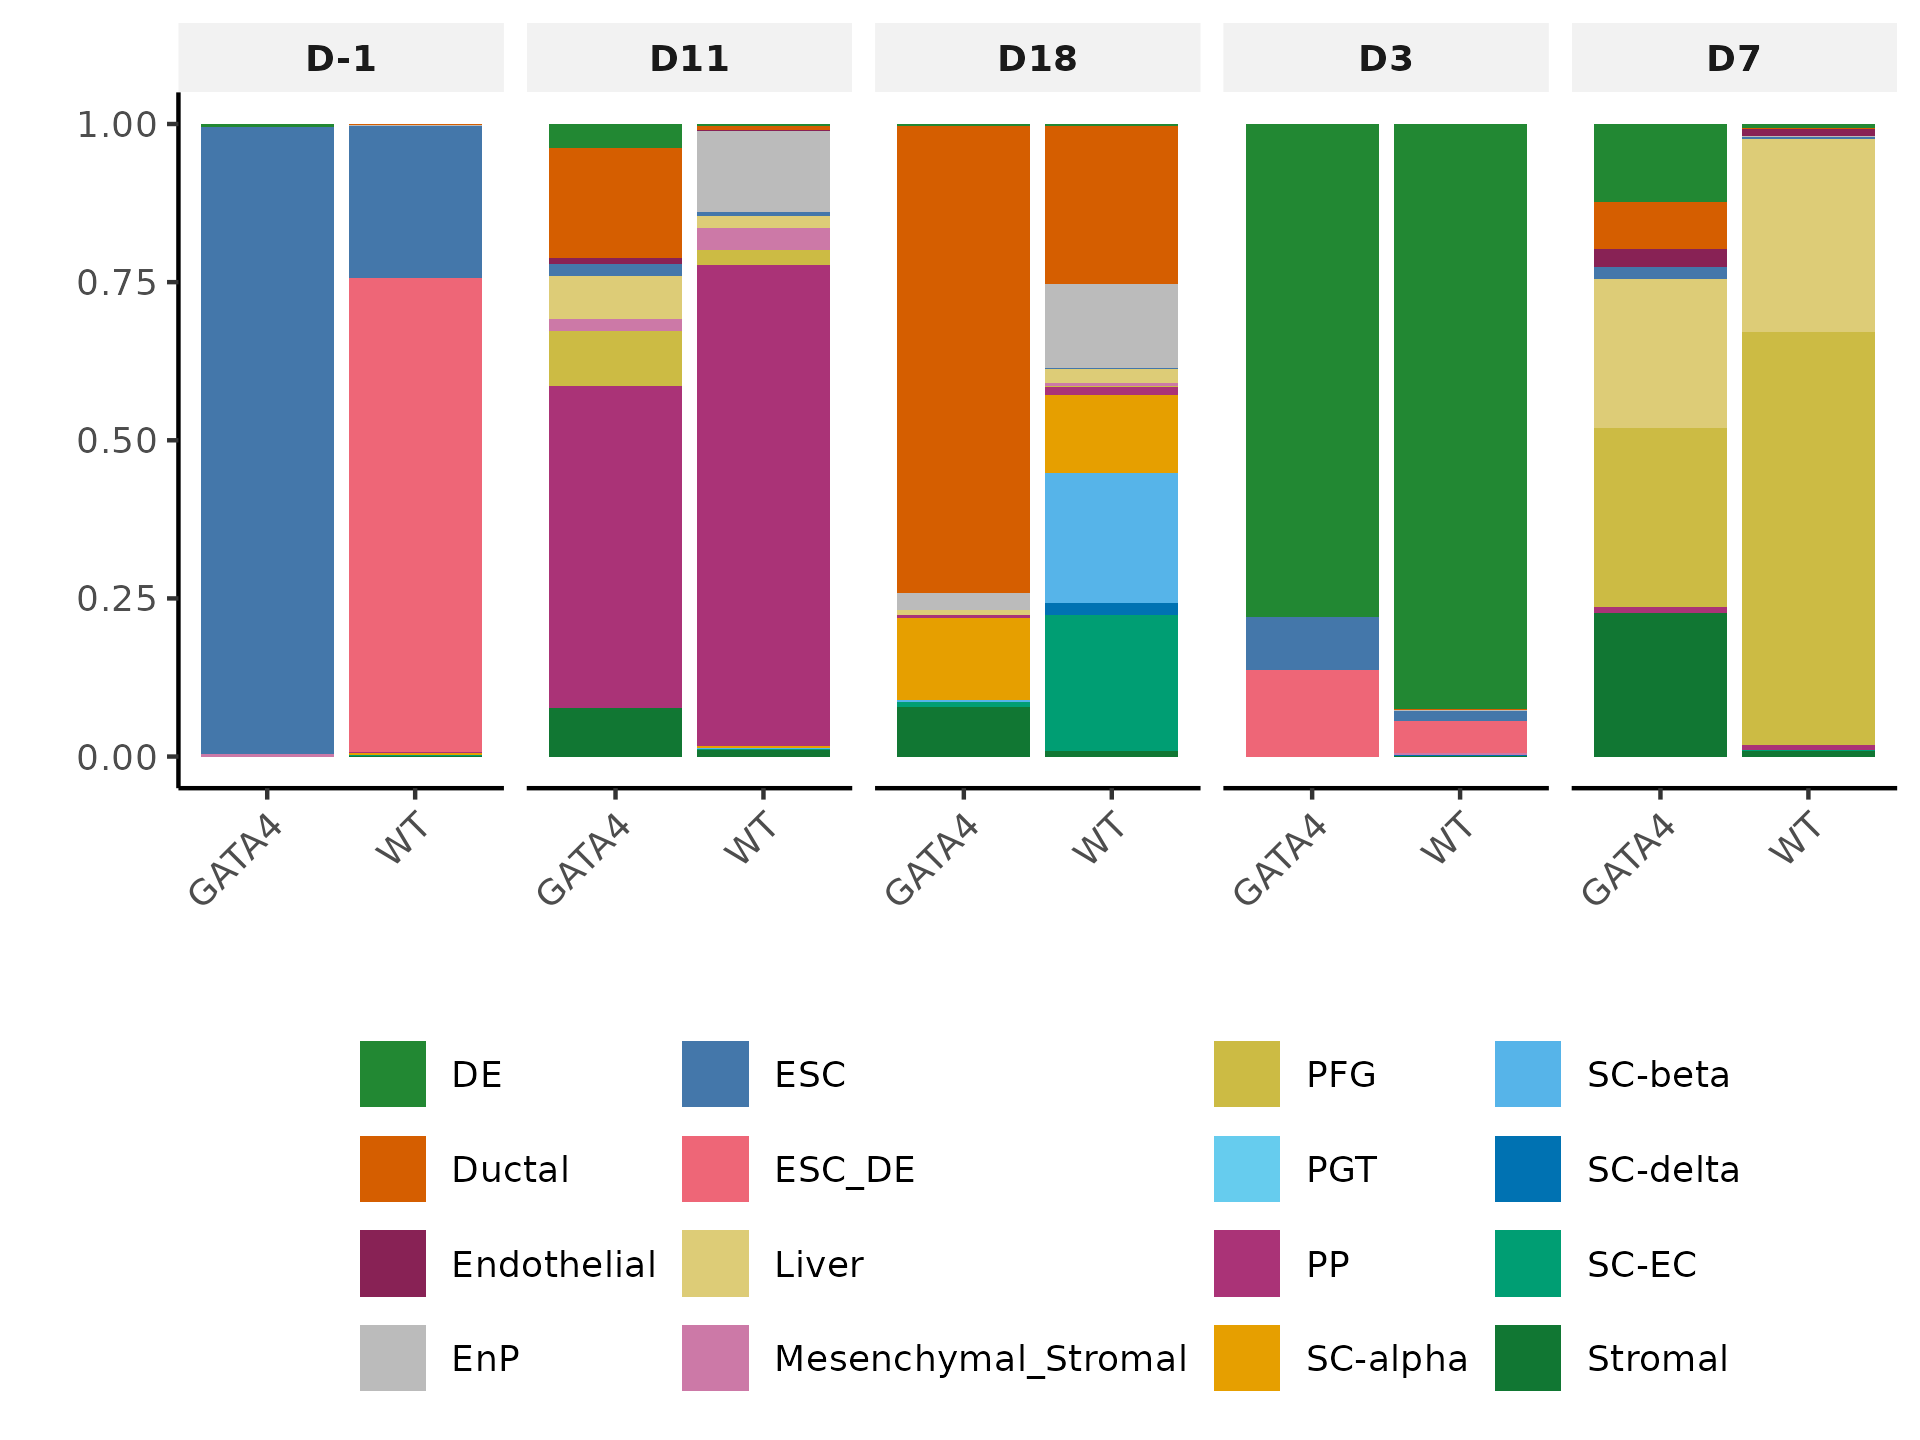 D-1 D11 D18 D3 D7
1.00
0.75
0.50
0.25
0.00
GATA4 WT GATA4 WT GATA4 WT GATA4 WT GATA4 WT
DE ESC PFG SC-beta
Ductal ESC_DE PGT SC-delta
Endothelial Liver PP SC-EC
EnP Mesenchymal_Stromal SC-alpha Stromal